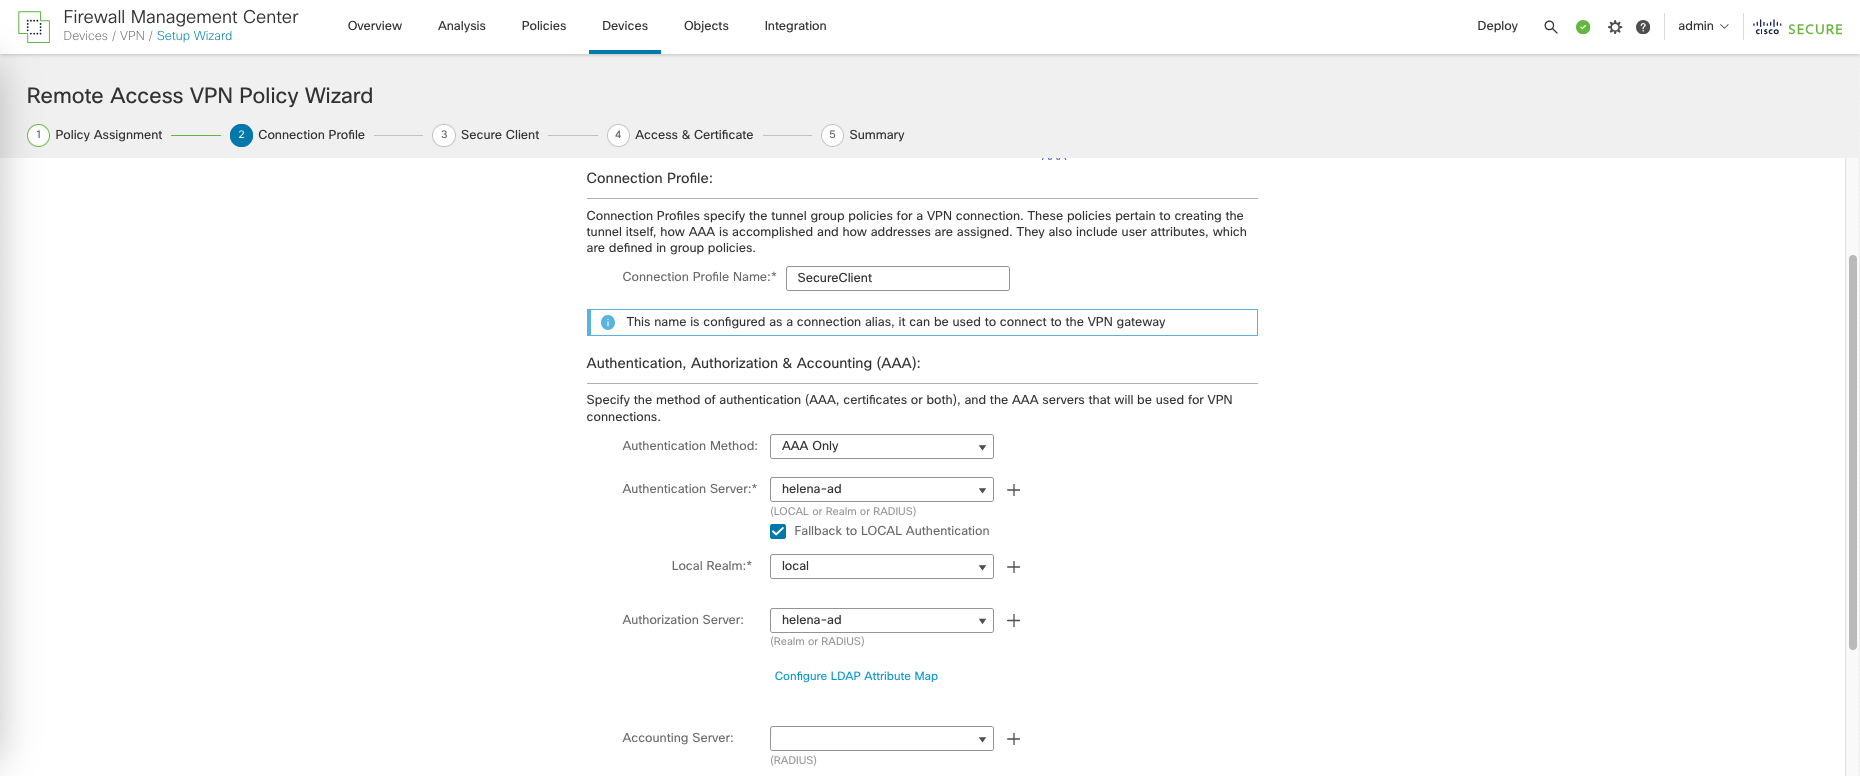 Firewall Management Center
Devices / VPN / Setup Wizard
Overview
Analysis
Policies
Devices
Objects
Integration
Deploy
admin
cisco SECURE
Remote Access VPN Policy Wizard
1 Policy Assignment
2 Connection Profile
3 Secure Client
4 Access & Certificate
5 Summary
Connection Profile:
Connection Profiles specify the tunnel group policies for a VPN connection. These policies pertain to creating the
tunnel itself, how AAA is accomplished and how addresses are assigned. They also include user attributes, which
are defined in group policies.
Connection Profile Name:* SecureClient
This name is configured as a connection alias, it can be used to connect to the VPN gateway
Authentication, Authorization & Accounting (AAA):
Specify the method of authentication (AAA, certificates or both), and the AAA servers that will be used for VPN
connections.
Authentication Method: AAA Only
Authentication Server:* helena-ad
(LOCAL or Realm or RADIUS)
Fallback to LOCAL Authentication
Local Realm:* local
Authorization Server: helena-ad
(Realm or RADIUS)
Configure LDAP Attribute Map
Accounting Server:
(RADIUS)